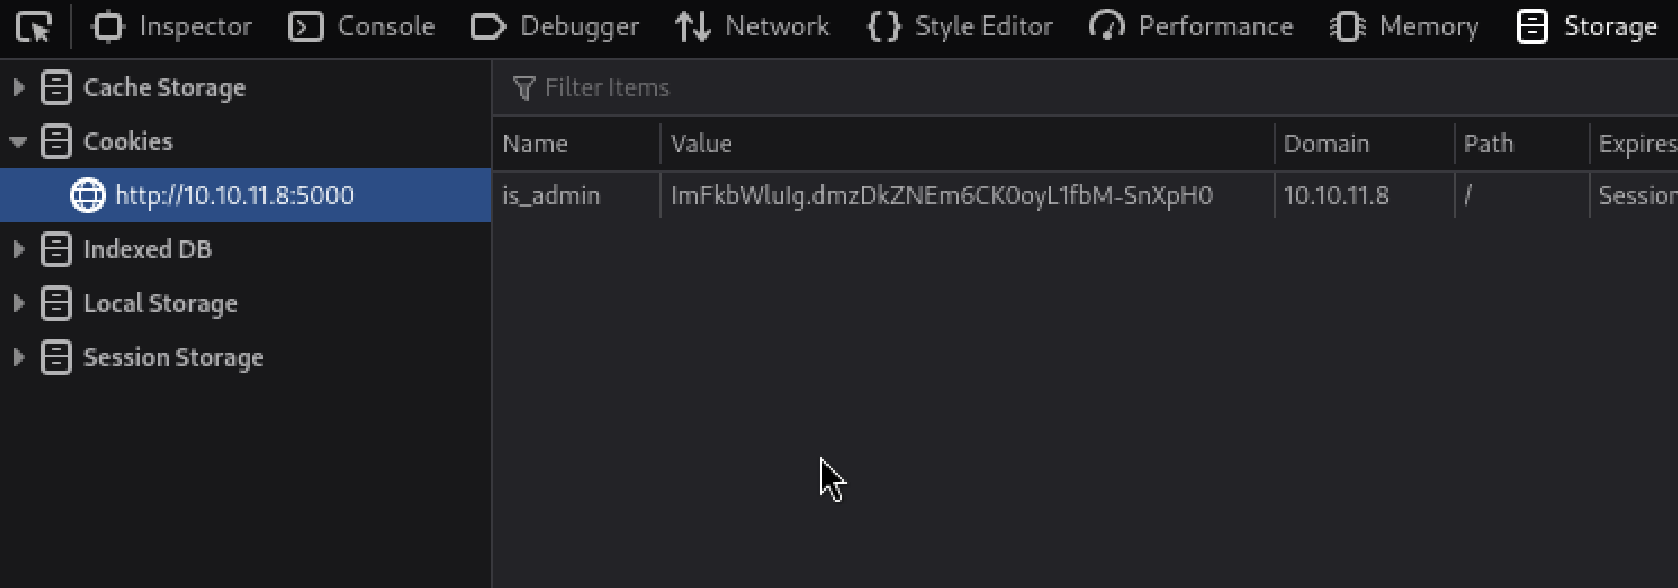 Inspector Console Debugger Network Style Editor Performance Memory Storage
Cache Storage
Filter Items
Cookies
Name Value Domain Path Expires
http://10.10.11.8:5000
is_admin ImFkbWluIg.dmzDkZNEm6CK0oyL1fbM-SnXpH0 10.10.11.8 / Session
Indexed DB
Local Storage
Session Storage